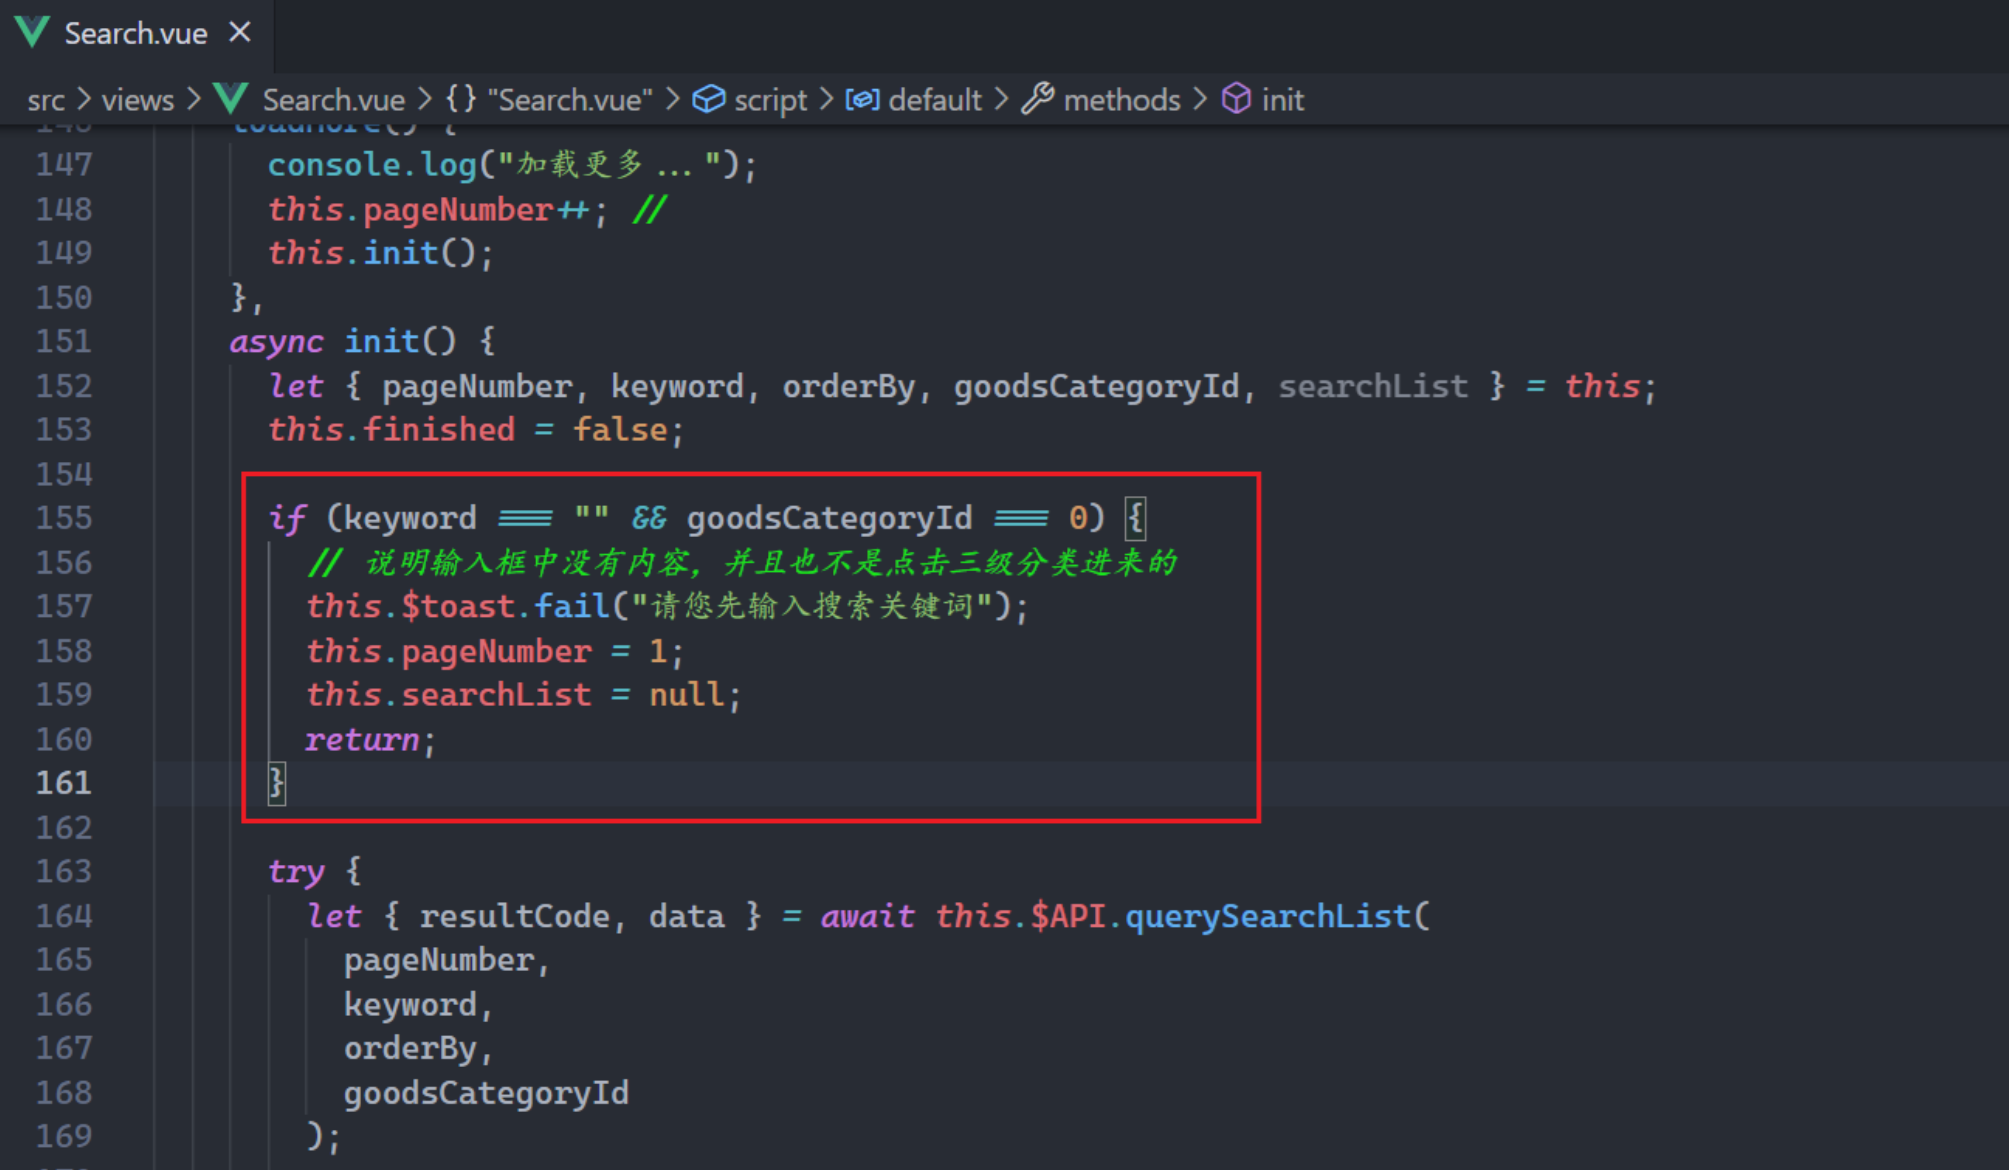 Search.vue
src > views > Search.vue > {} "Search.vue" > script > default > methods > init
146 loadMore() {
147 console.log("加载更多...");
148 this.pageNumber++; //
149 this.init();
150 },
151 async init() {
152 let { pageNumber, keyword, orderBy, goodsCategoryId, searchList } = this;
153 this.finished = false;
154
155 if (keyword === "" && goodsCategoryId === 0) {
156 // 说明输入框中没有内容，并且也不是点击三级分类进来的
157 this.$toast.fail("请您先输入搜索关键词");
158 this.pageNumber = 1;
159 this.searchList = null;
160 return;
161 }
162
163 try {
164 let { resultCode, data } = await this.$API.querySearchList(
165 pageNumber,
166 keyword,
167 orderBy,
168 goodsCategoryId
169 );